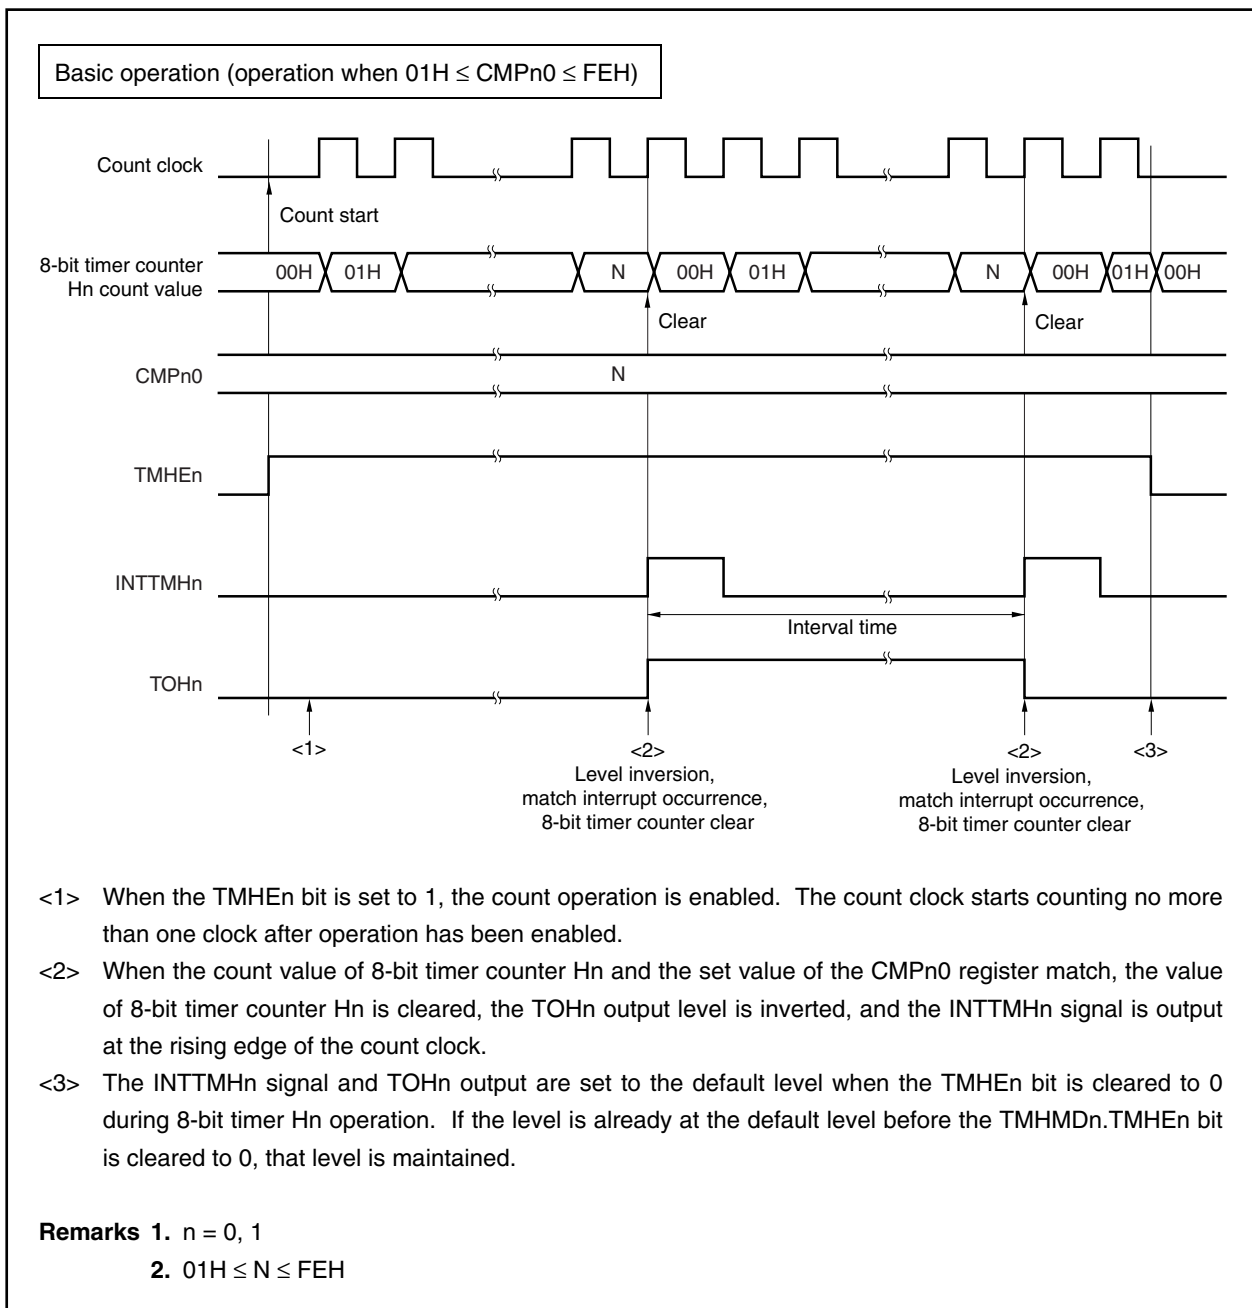 Basic operation (operation when 01H ≤ CMPn0 ≤ FEH)
Count clock
Count start
8-bit timer counter
Hn count value
00H 01H N 00H 01H N 00H 01H 00H
Clear Clear
CMPn0
N
TMHEn
INTTMHn
Interval time
TOHn
<1> <2> <2> <3>
Level inversion,
match interrupt occurrence,
8-bit timer counter clear
Level inversion,
match interrupt occurrence,
8-bit timer counter clear
<1> When the TMHEn bit is set to 1, the count operation is enabled. The count clock starts counting no more
than one clock after operation has been enabled.
<2> When the count value of 8-bit timer counter Hn and the set value of the CMPn0 register match, the value
of 8-bit timer counter Hn is cleared, the TOHn output level is inverted, and the INTTMHn signal is output
at the rising edge of the count clock.
<3> The INTTMHn signal and TOHn output are set to the default level when the TMHEn bit is cleared to 0
during 8-bit timer Hn operation. If the level is already at the default level before the TMHMDn.TMHEn bit
is cleared to 0, that level is maintained.
Remarks 1. n = 0, 1
2. 01H ≤ N ≤ FEH